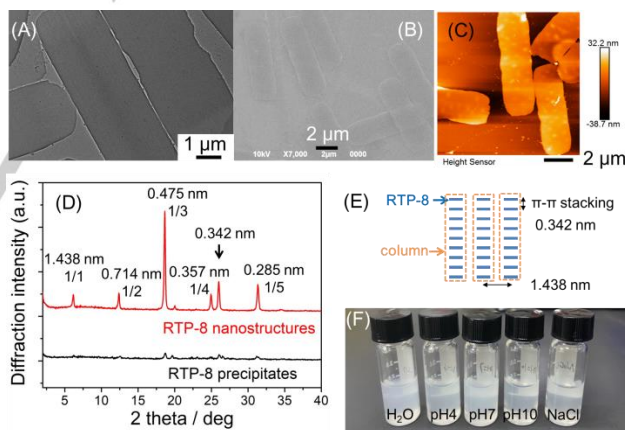 (A)
1 μm
(B)
2 μm
10kV X7,000 2μm 0000
(C)
32.2 nm
-38.7 nm
Height Sensor
2 μm
(D)
Diffraction intensity (a.u.)
1.438 nm
1/1
0.714 nm
1/2
0.475 nm
1/3
0.357 nm
1/4
0.342 nm
0.285 nm
1/5
RTP-8 nanostructures
RTP-8 precipitates
5 10 15 20 25 30 35 40
2 theta / deg
(E)
RTP-8
column
π-π stacking
0.342 nm
1.438 nm
(F)
H₂O
pH4
pH7
pH10
NaCl